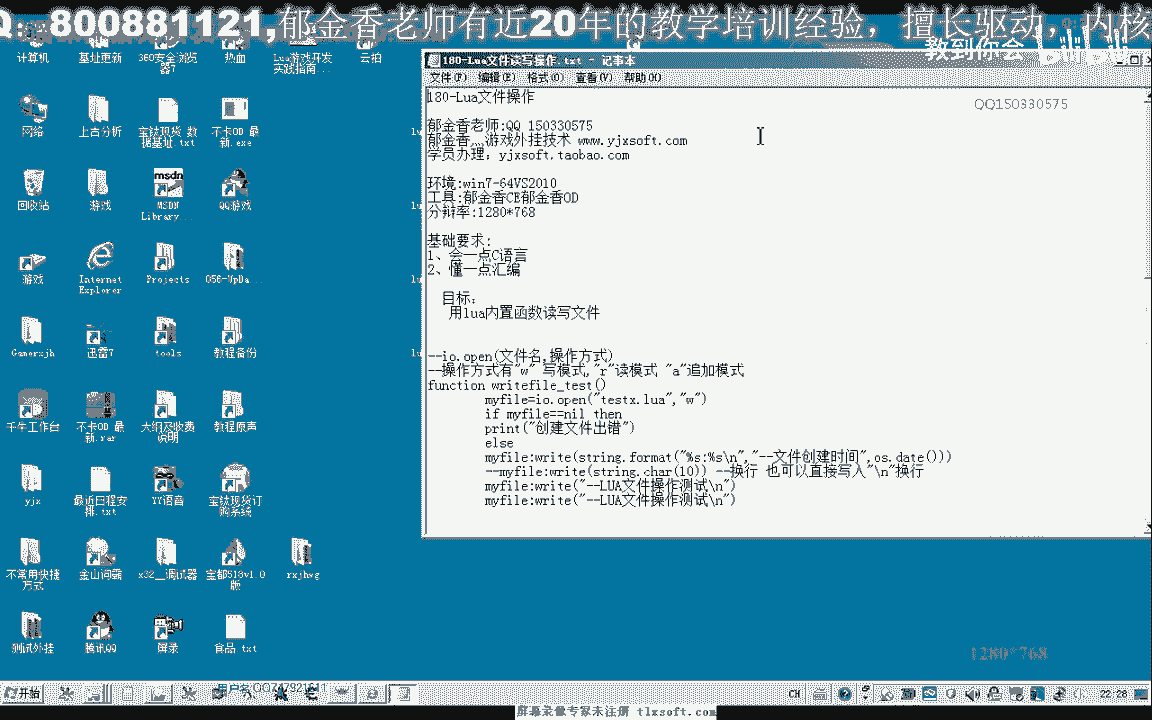 Q:800881121,郁金香老师有近20年的教学培训经验，擅长驱动，内核
教到你会
bilibili
QQ150330575
计算机
基址更新
360安全浏览器7
热血
Lua游戏开发实践指南...
云拍
网络
上古分析
宝钛现货 数据基址.txt
不卡OD 最新.exe
回收站
游戏
msdn
MSDN Library...
QQ游戏
游戏
Internet Explorer
Projects
056-UpDa...
Gamerxjh
迅雷7
tools
教程备份
千牛工作台
不卡OD 最新.rar
大纲及收费说明
教程原声
yjx
最近日程安排.txt
YY语音
宝钛现货订购系统
不常用快捷方式
金山词霸
x32__调试器
rxjhwg
测试外挂
腾讯QQ
屏录
食品.txt
180-Lua文件读写操作.txt - 记事本
文件(F) 编辑(E) 格式(O) 查看(V) 帮助(H)
180-Lua文件操作
郁金香老师:QQ 150330575
郁金香灬游戏外挂技术 www.yjxsoft.com
学员办理：yjxsoft.taobao.com
环境:win7-64VS2010
工具:郁金香CE郁金香OD
分辩率:1280*768
基础要求:
1、会一点C语言
2、懂一点汇编
目标:
用lua内置函数读写文件
--io.open(文件名,操作方式)
--操作方式有"w" 写模式,"r"读模式 "a"追加模式
function writefile_test()
myfile=io.open("testx.lua","w")
if myfile==nil then
print("创建文件出错")
else
myfile:write(string.format("%s:%s\n","--文件创建时间",os.date()))
--myfile:write(string.char(10)) --换行 也可以直接写入"\n"换行
myfile:write("--LUA文件操作测试\n")
myfile:write("--LUA文件操作测试\n")
1280*768
开始
CH
22:28
屏幕录像专家未注册 tlxsoft.com